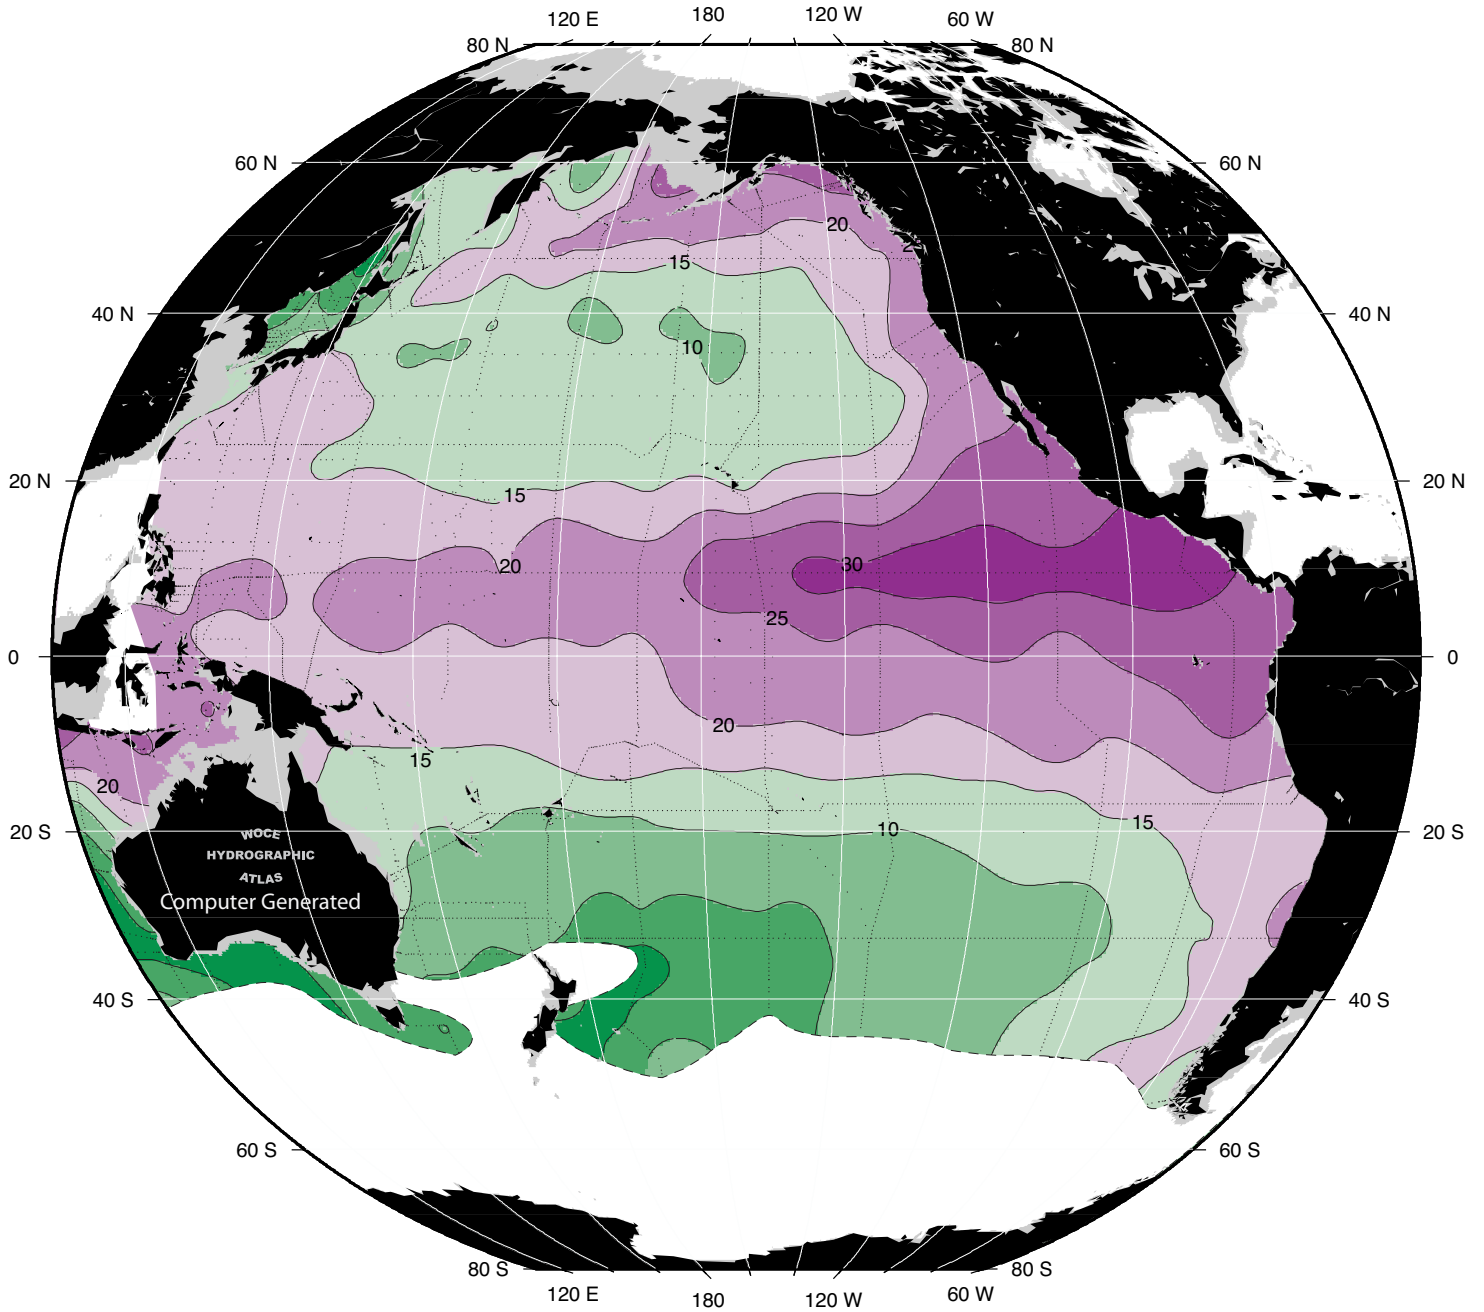 120 E 180 120 W 60 W
80 N 80 N
60 N 60 N
20
25
15
40 N 40 N
10
20 N 20 N
15
30
20
25
0 0
20
15
20
15
10
20 S 20 S
WOCE
HYDROGRAPHIC
ATLAS
Computer Generated
40 S 40 S
60 S 60 S
80 S 80 S
120 E 180 120 W 60 W